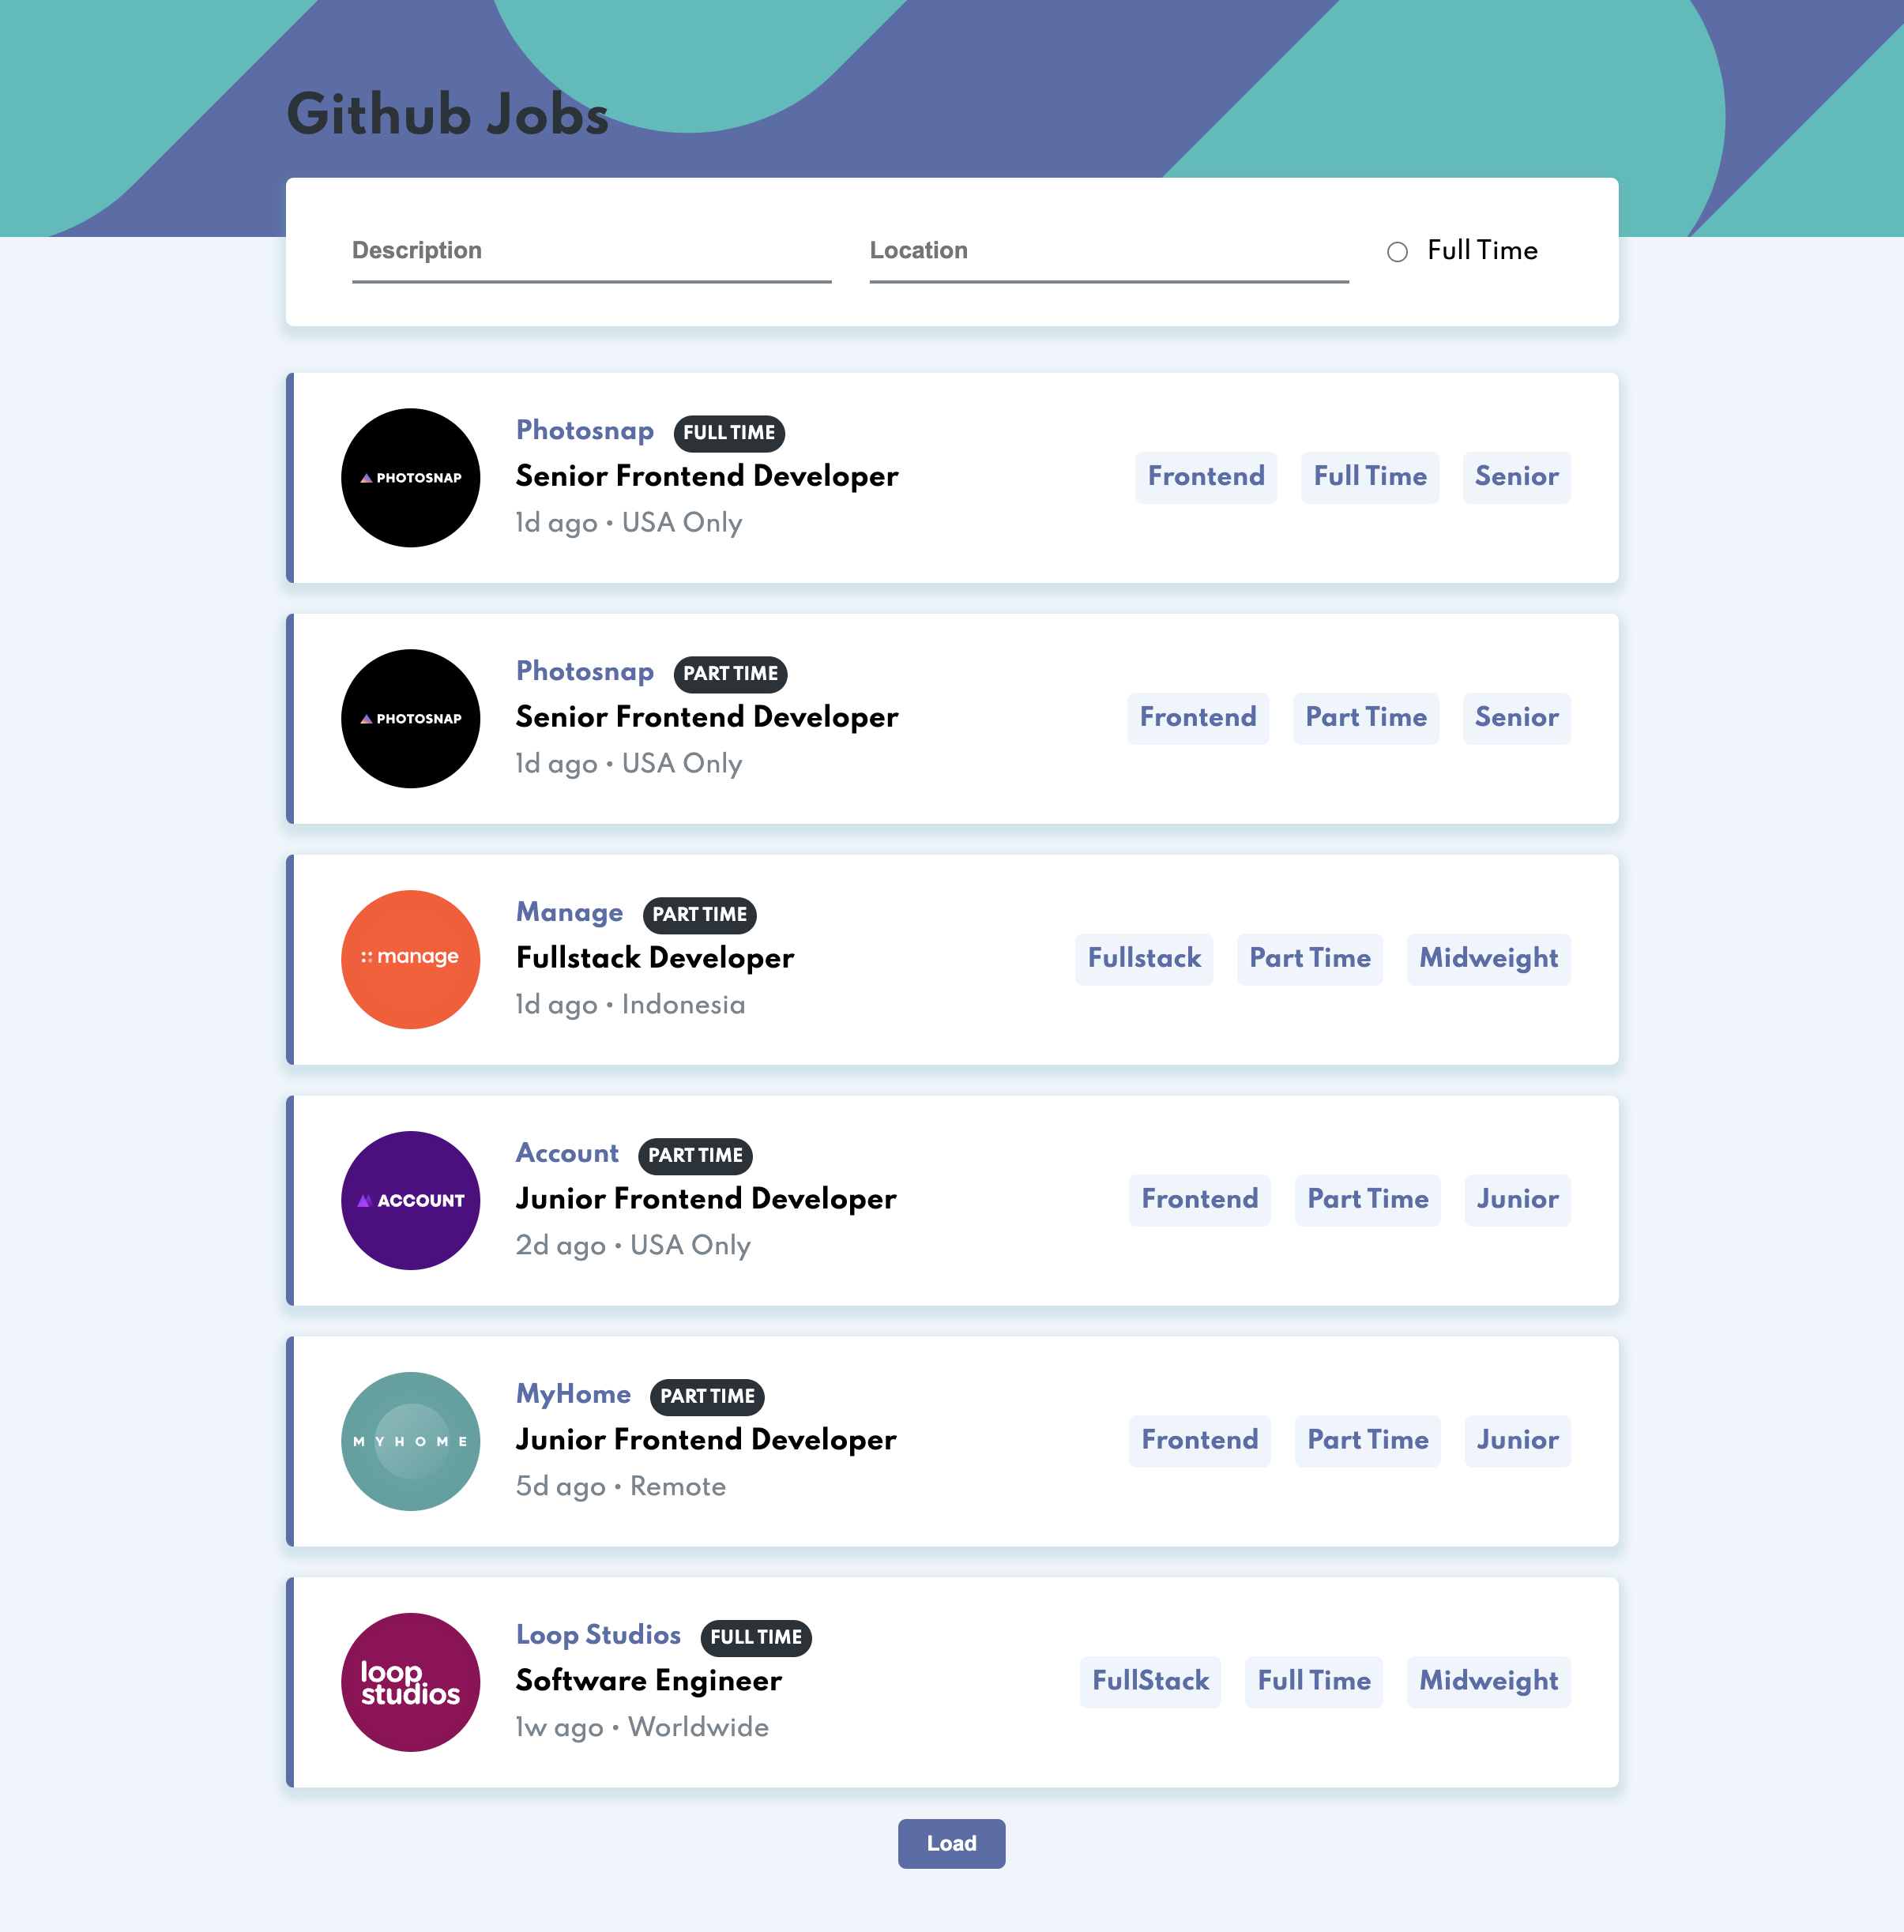 Github Jobs
Description Location Full Time
PHOTOSNAP
Photosnap FULL TIME
Senior Frontend Developer
1d ago • USA Only
Frontend Full Time Senior
PHOTOSNAP
Photosnap PART TIME
Senior Frontend Developer
1d ago • USA Only
Frontend Part Time Senior
manage
Manage PART TIME
Fullstack Developer
1d ago • Indonesia
Fullstack Part Time Midweight
ACCOUNT
Account PART TIME
Junior Frontend Developer
2d ago • USA Only
Frontend Part Time Junior
MYHOME
MyHome PART TIME
Junior Frontend Developer
5d ago • Remote
Frontend Part Time Junior
loop
studios
Loop Studios FULL TIME
Software Engineer
1w ago • Worldwide
FullStack Full Time Midweight
Load